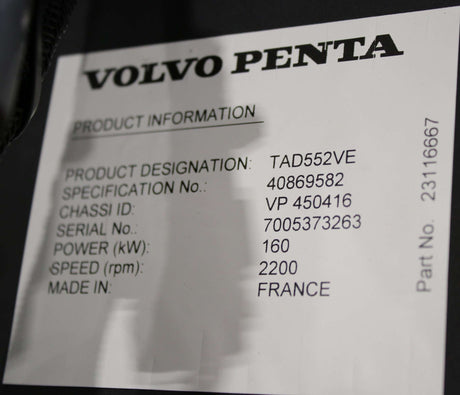 VOLVO PENTA
PRODUCT INFORMATION
PRODUCT DESIGNATION: TAD552VE
SPECIFICATION No.: 40869582
CHASSI ID: VP 450416
SERIAL No.: 7005373263
POWER (kW): 160
SPEED (rpm): 2200
MADE IN: FRANCE
Part No. 23116667